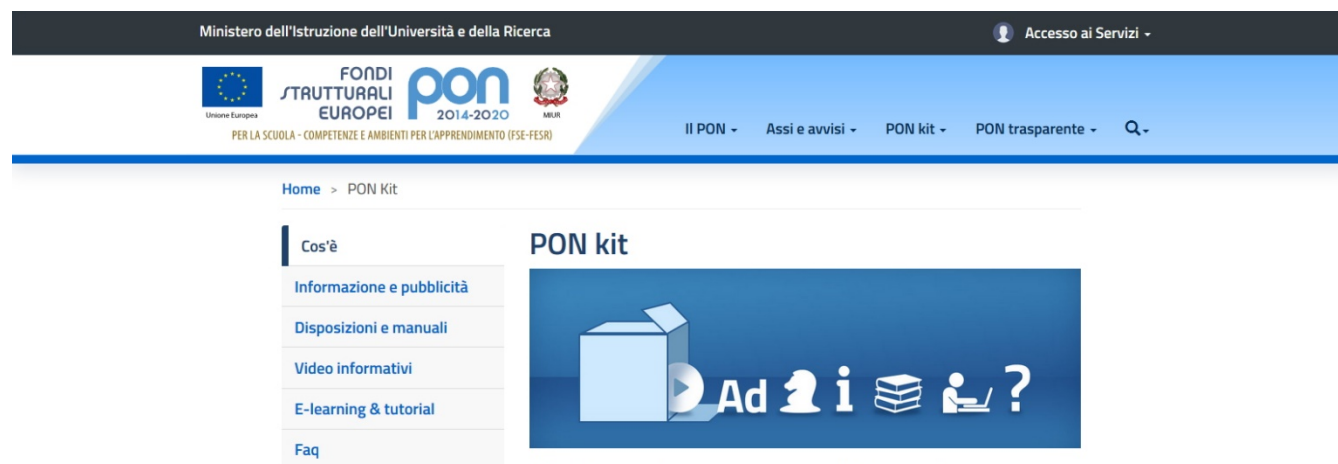 Ministero dell'Istruzione dell'Università e della Ricerca
Accesso ai Servizi
Unione Europea
FONDI
STRUTTURALI
EUROPEI
pon
2014-2020
MIUR
PER LA SCUOLA - COMPETENZE E AMBIENTI PER L'APPRENDIMENTO (FSE-FESR)
Il PON
Assi e avvisi
PON kit
PON trasparente
Home > PON Kit
Cos'è
Informazione e pubblicità
Disposizioni e manuali
Video informativi
E-learning & tutorial
Faq
PON kit
Ad i ?